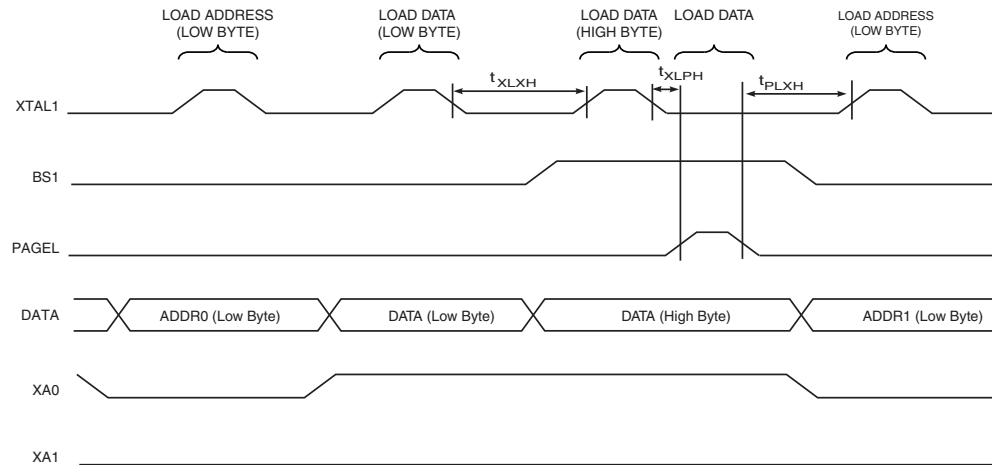 LOAD ADDRESS
(LOW BYTE)
LOAD DATA
(LOW BYTE)
LOAD DATA
(HIGH BYTE)
LOAD DATA
LOAD ADDRESS
(LOW BYTE)
tXLXH
tXLPH
tPLXH
XTAL1
BS1
PAGEL
DATA
ADDR0 (Low Byte)
DATA (Low Byte)
DATA (High Byte)
ADDR1 (Low Byte)
XA0
XA1